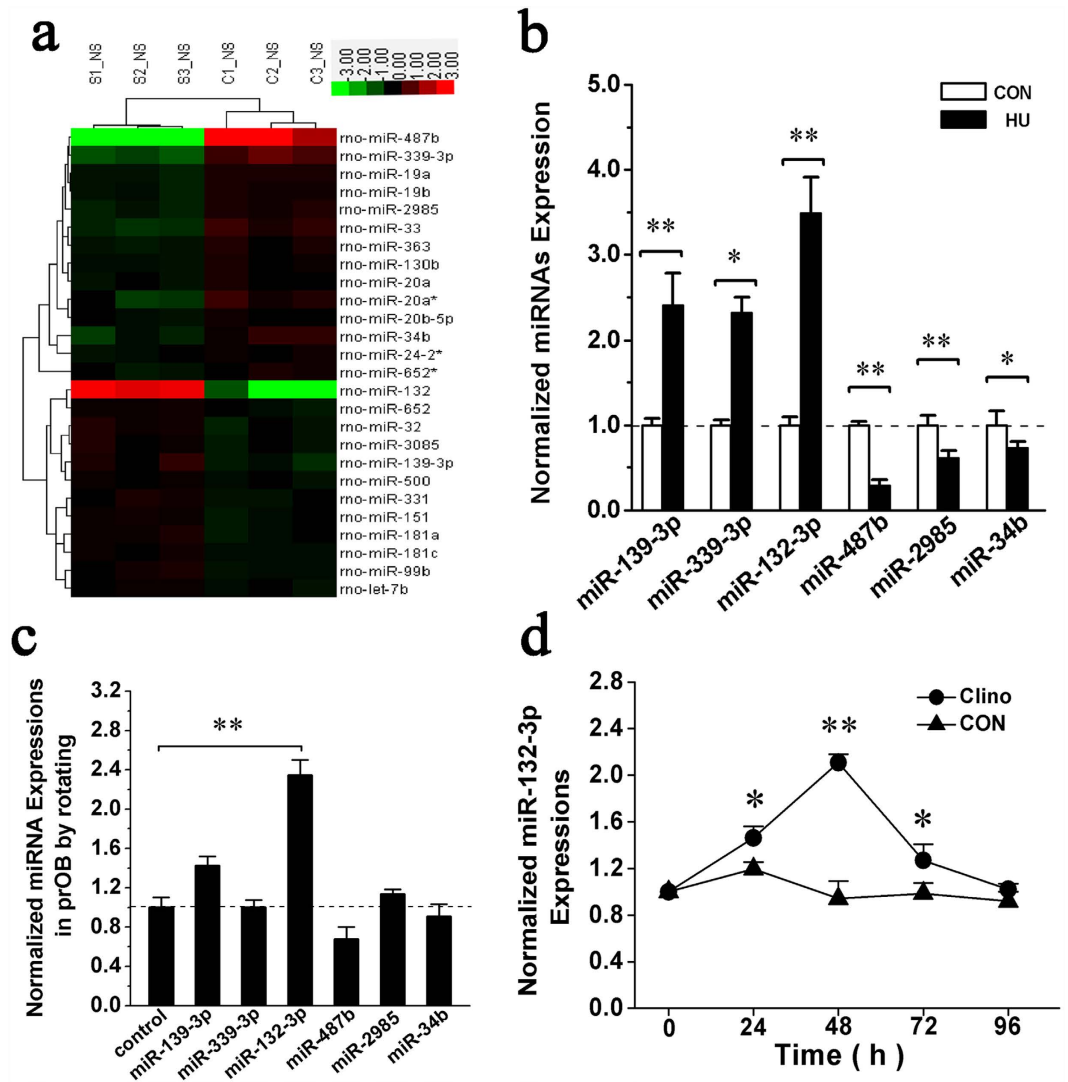 a
S1_NS
S2_NS
S3_NS
C1_NS
C2_NS
C3_NS
-3.00
-2.00
-1.00
0.00
1.00
2.00
3.00
rno-miR-487b
rno-miR-339-3p
rno-miR-19a
rno-miR-19b
rno-miR-2985
rno-miR-33
rno-miR-363
rno-miR-130b
rno-miR-20a
rno-miR-20a*
rno-miR-20b-5p
rno-miR-34b
rno-miR-24-2*
rno-miR-652*
rno-miR-132
rno-miR-652
rno-miR-32
rno-miR-3085
rno-miR-139-3p
rno-miR-500
rno-miR-331
rno-miR-151
rno-miR-181a
rno-miR-181c
rno-miR-99b
rno-let-7b
b
Normalized miRNAs Expression
5.0
4.0
3.0
2.0
1.0
0.0
CON
HU
**
*
**
**
**
*
miR-139-3p
miR-339-3p
miR-132-3p
miR-487b
miR-2985
miR-34b
c
Normalized miRNA Expressions
in prOB by rotating
3.2
2.8
2.4
2.0
1.6
1.2
0.8
0.4
0.0
**
control
miR-139-3p
miR-339-3p
miR-132-3p
miR-487b
miR-2985
miR-34b
d
Normalized miR-132-3p
Expressions
2.8
2.4
2.0
1.6
1.2
0.8
0.4
0.0
Clino
CON
*
**
*
0
24
48
72
96
Time ( h )